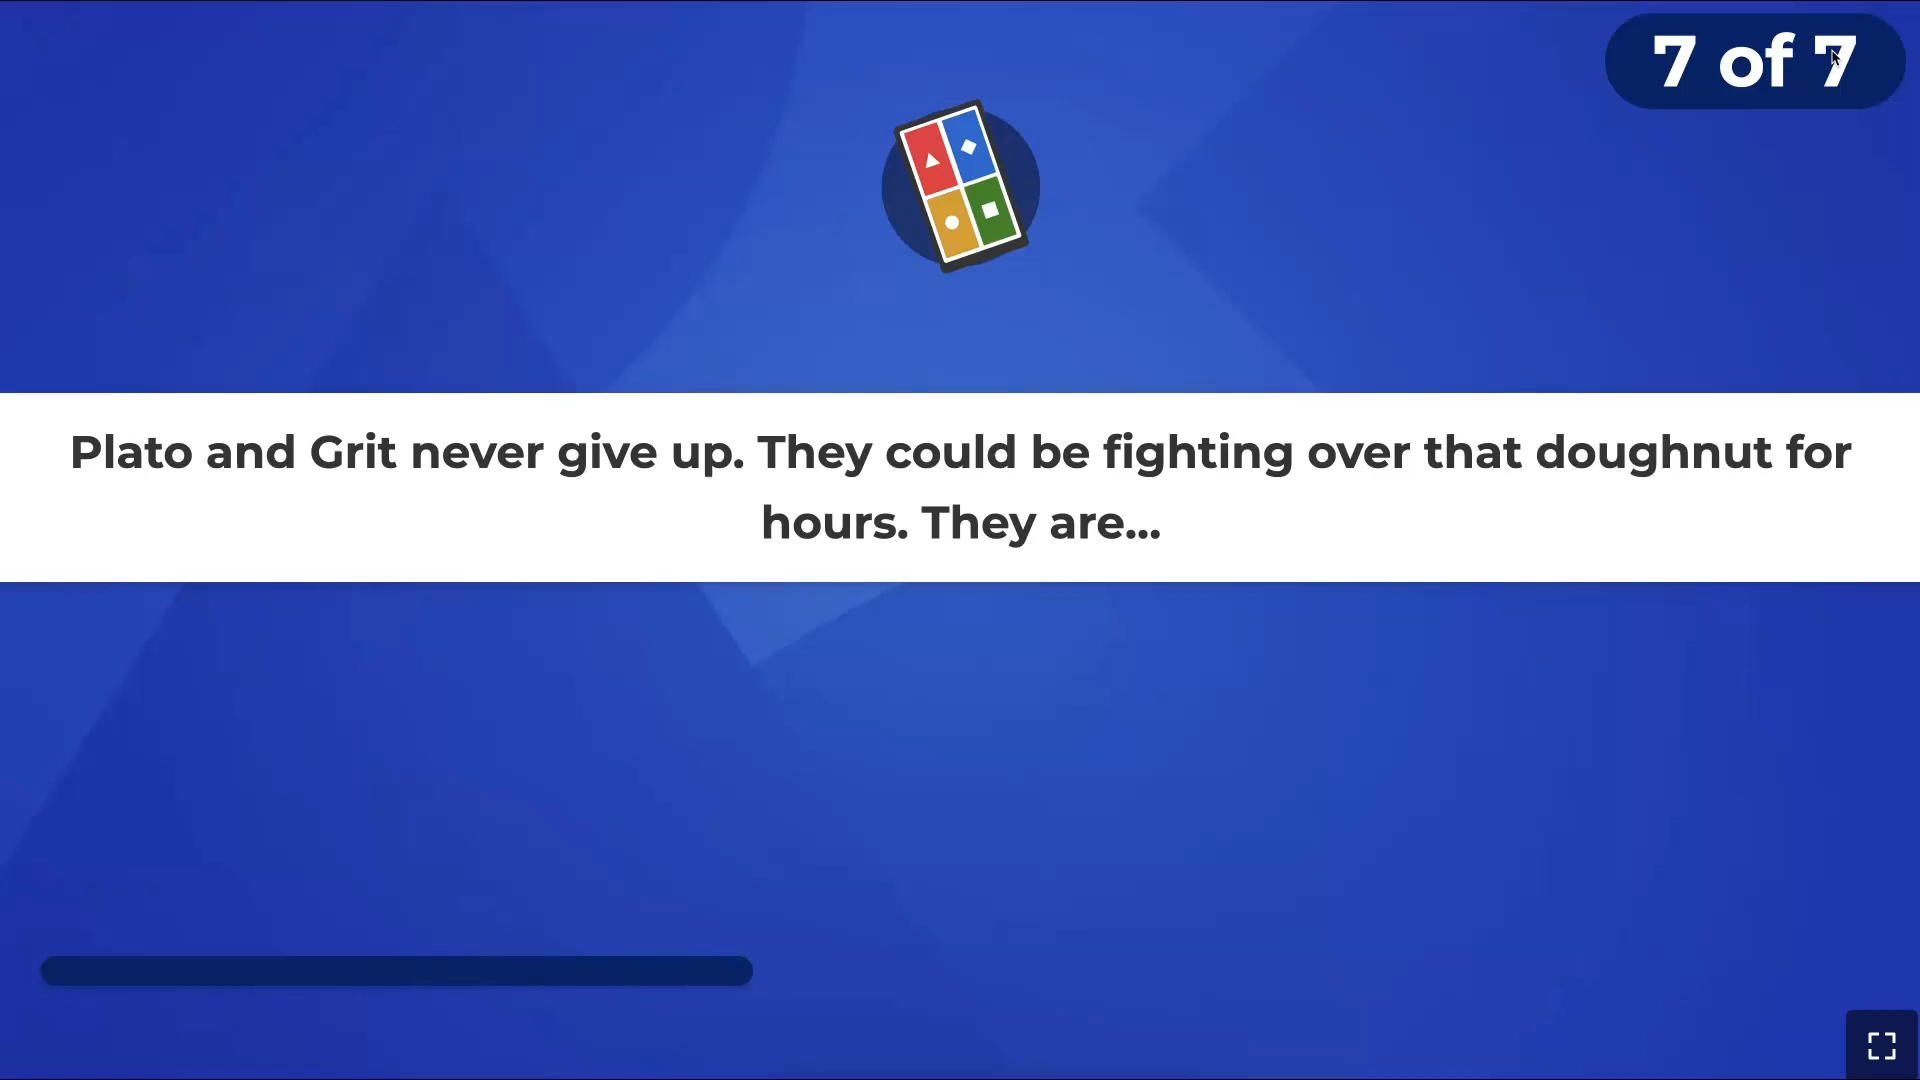 7 of 7
Plato and Grit never give up. They could be fighting over that doughnut for
hours. They are...